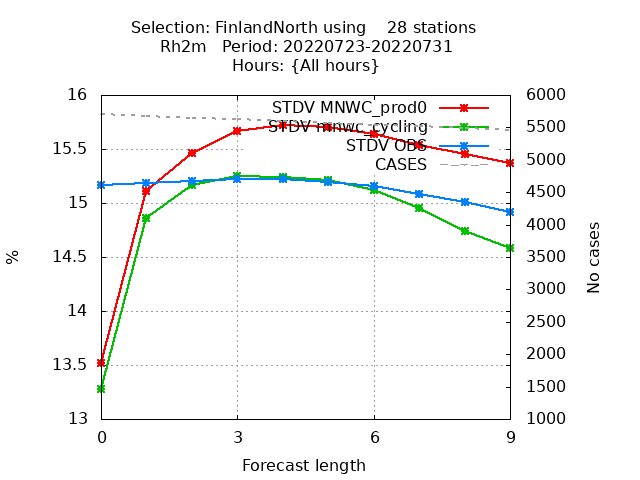 Selection: FinlandNorth using    28 stations
Rh2m   Period: 20220723-20220731
Hours: {All hours}
STDV MNWC_prod0
STDV mnwc_cycling
STDV OBS
CASES
16
15.5
15
14.5
14
13.5
13
6000
5500
5000
4500
4000
3500
3000
2500
2000
1500
1000
%
No cases
0 3 6 9
Forecast length